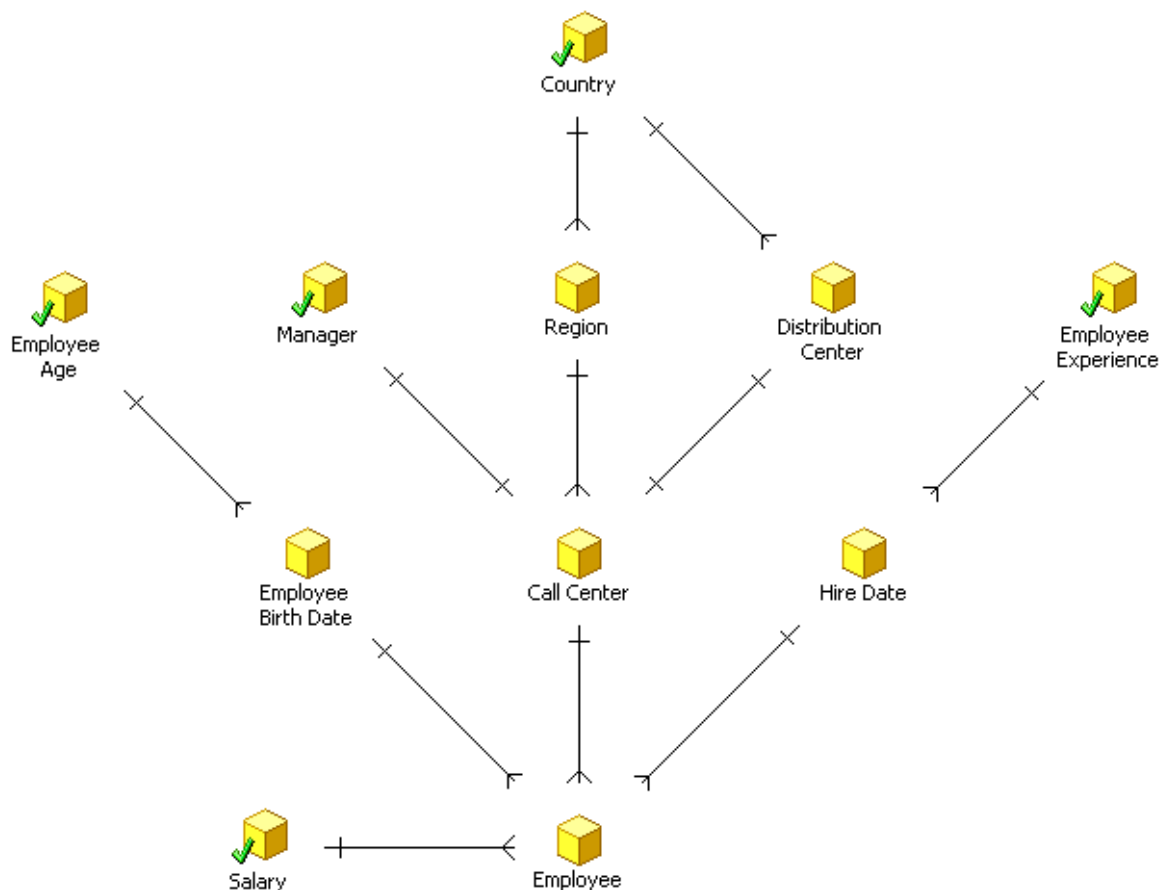 Country
Employee
Age
Manager
Region
Distribution
Center
Employee
Experience
Employee
Birth Date
Call Center
Hire Date
Salary
Employee